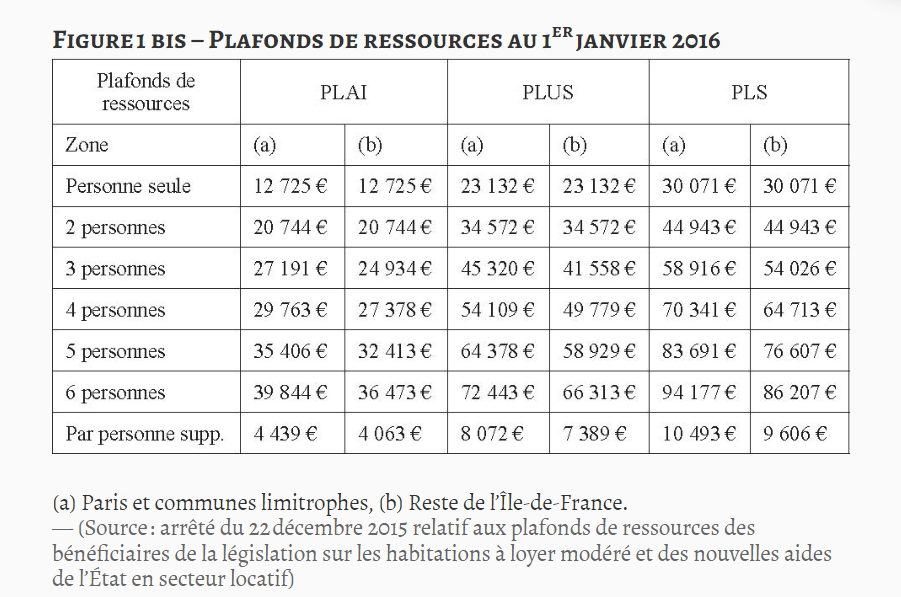 Figure 1 bis – Plafonds de ressources au 1er janvier 2016
Plafonds de
ressources PLAI PLUS PLS
Zone (a) (b) (a) (b) (a) (b)
Personne seule 12 725 € 12 725 € 23 132 € 23 132 € 30 071 € 30 071 €
2 personnes 20 744 € 20 744 € 34 572 € 34 572 € 44 943 € 44 943 €
3 personnes 27 191 € 24 934 € 45 320 € 41 558 € 58 916 € 54 026 €
4 personnes 29 763 € 27 378 € 54 109 € 49 779 € 70 341 € 64 713 €
5 personnes 35 406 € 32 413 € 64 378 € 58 929 € 83 691 € 76 607 €
6 personnes 39 844 € 36 473 € 72 443 € 66 313 € 94 177 € 86 207 €
Par personne supp. 4 439 € 4 063 € 8 072 € 7 389 € 10 493 € 9 606 €
(a) Paris et communes limitrophes, (b) Reste de l’Île-de-France.
— (Source : arrêté du 22 décembre 2015 relatif aux plafonds de ressources des
bénéficiaires de la législation sur les habitations à loyer modéré et des nouvelles aides
de l’État en secteur locatif)